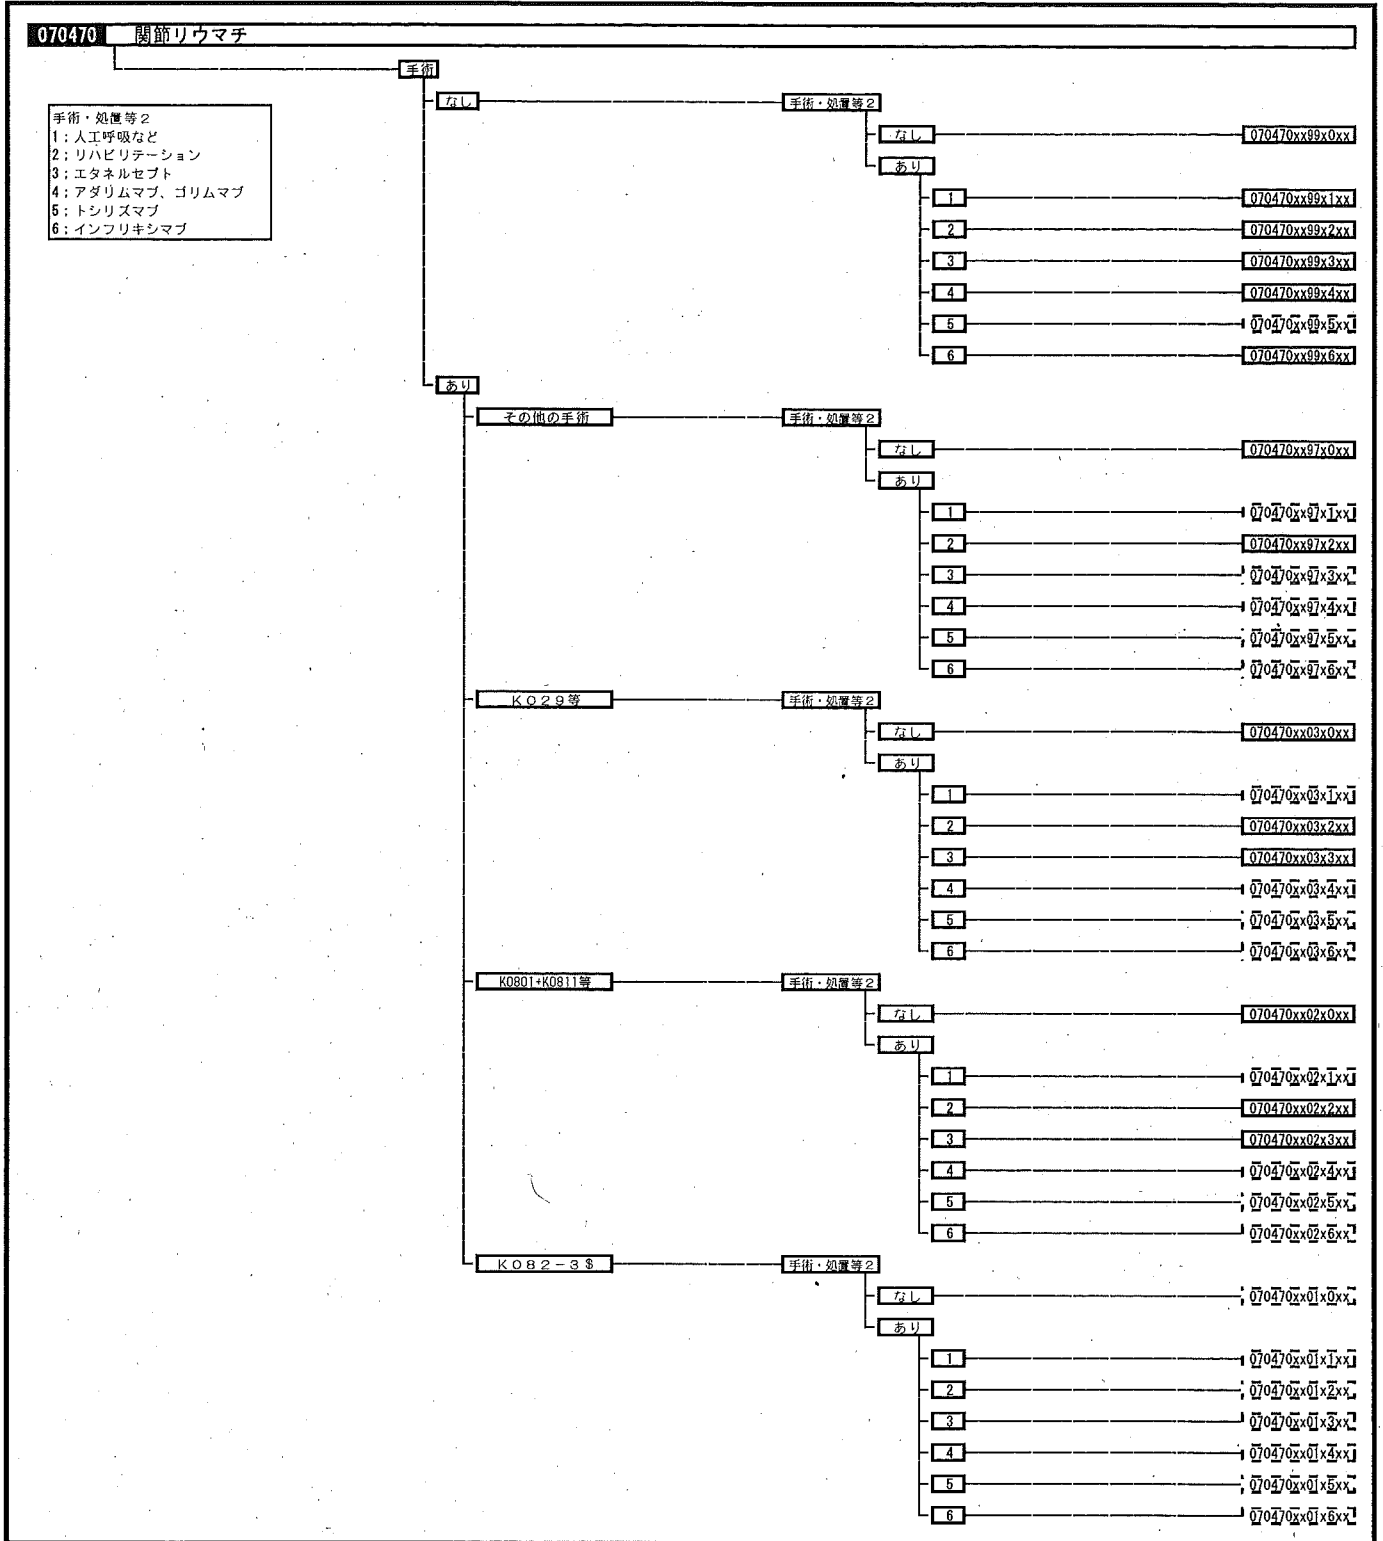 070470 関節リウマチ
手術
なし 手術・処置等2
手術・処置等2
1；人工呼吸など
2；リハビリテーション
3；エタネルセプト
4；アダリムマブ、ゴリムマブ
5；トシリズマブ
6；インフリキシマブ
なし 070470xx99x0xx
あり
1 070470xx99x1xx
2 070470xx99x2xx
3 070470xx99x3xx
4 070470xx99x4xx
5 070470xx99x5xx
6 070470xx99x6xx
あり
その他の手術 手術・処置等2
なし 070470xx97x0xx
あり
1 070470xx97x1xx
2 070470xx97x2xx
3 070470xx97x3xx
4 070470xx97x4xx
5 070470xx97x5xx
6 070470xx97x6xx
K029等 手術・処置等2
なし 070470xx03x0xx
あり
1 070470xx03x1xx
2 070470xx03x2xx
3 070470xx03x3xx
4 070470xx03x4xx
5 070470xx03x5xx
6 070470xx03x6xx
K0801+K0811等 手術・処置等2
なし 070470xx02x0xx
あり
1 070470xx02x1xx
2 070470xx02x2xx
3 070470xx02x3xx
4 070470xx02x4xx
5 070470xx02x5xx
6 070470xx02x6xx
K082-3$ 手術・処置等2
なし 070470xx01x0xx
あり
1 070470xx01x1xx
2 070470xx01x2xx
3 070470xx01x3xx
4 070470xx01x4xx
5 070470xx01x5xx
6 070470xx01x6xx